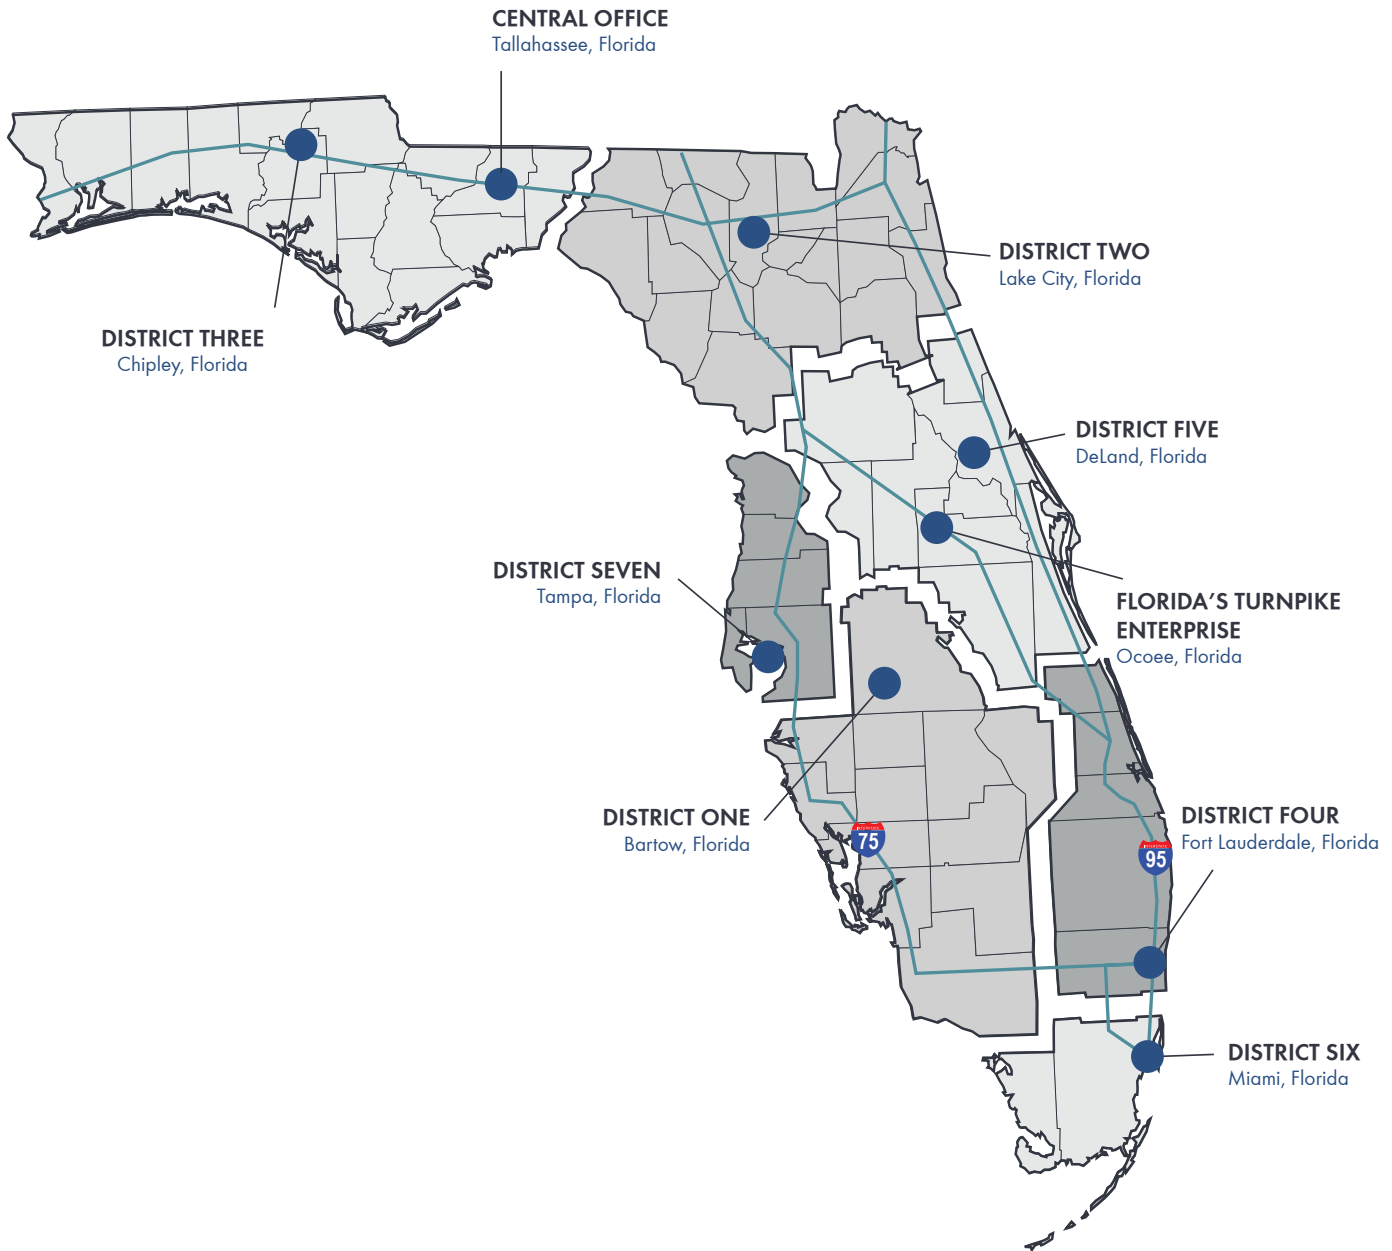 CENTRAL OFFICE
Tallahassee, Florida
DISTRICT TWO
Lake City, Florida
DISTRICT THREE
Chipley, Florida
DISTRICT FIVE
DeLand, Florida
DISTRICT SEVEN
Tampa, Florida
FLORIDA’S TURNPIKE
ENTERPRISE
Ocoee, Florida
DISTRICT ONE
Bartow, Florida
75
DISTRICT FOUR
Fort Lauderdale, Florida
95
DISTRICT SIX
Miami, Florida